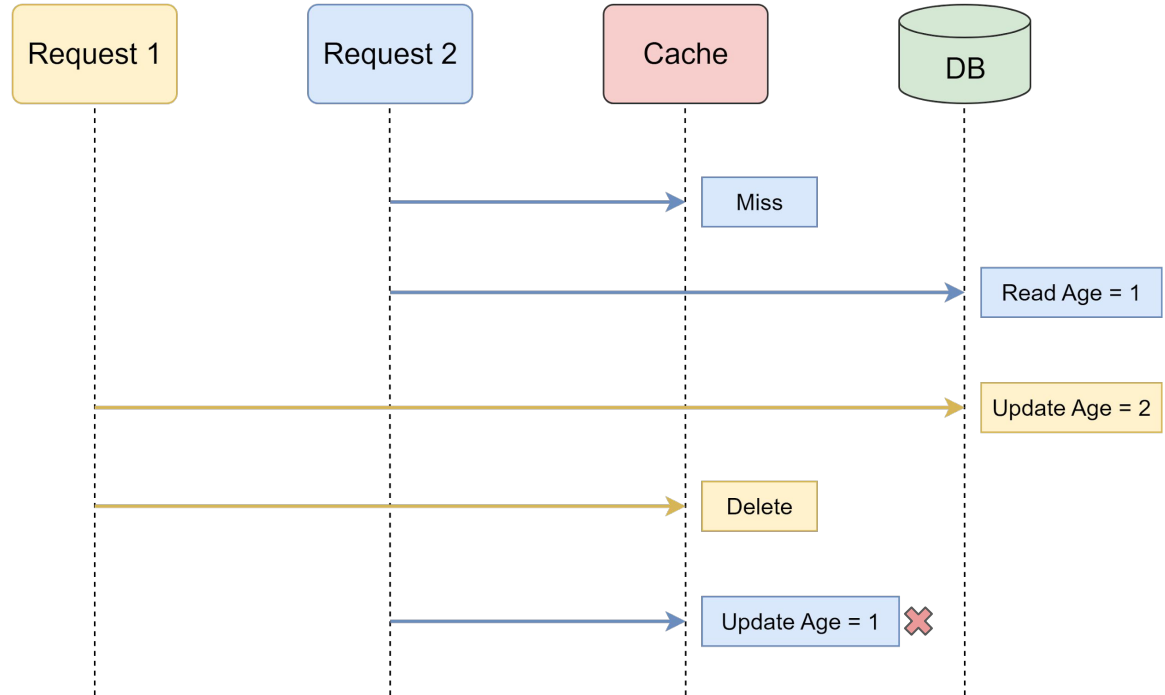 Request 1
Request 2
Cache
DB
Miss
Read Age = 1
Update Age = 2
Delete
Update Age = 1